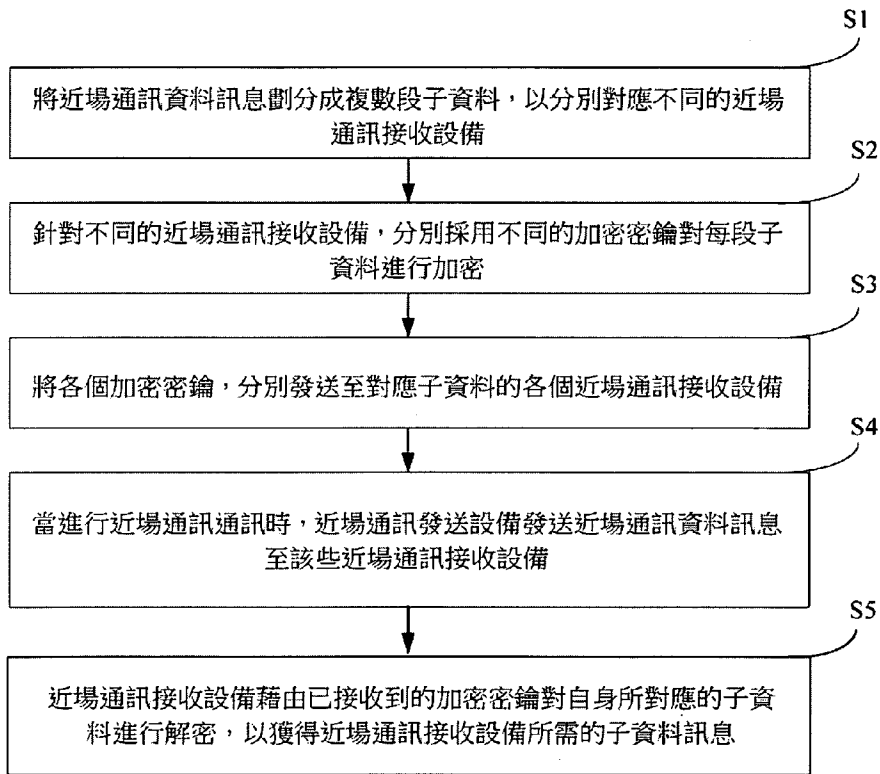 S1
將近場通訊資料訊息劃分成複數段子資料，以分別對應不同的近場
通訊接收設備
S2
針對不同的近場通訊接收設備，分別採用不同的加密密鑰對每段子
資料進行加密
S3
將各個加密密鑰，分別發送至對應子資料的各個近場通訊接收設備
S4
當進行近場通訊通訊時，近場通訊發送設備發送近場通訊資料訊息
至該些近場通訊接收設備
S5
近場通訊接收設備藉由已接收到的加密密鑰對自身所對應的子資
料進行解密，以獲得近場通訊接收設備所需的子資料訊息